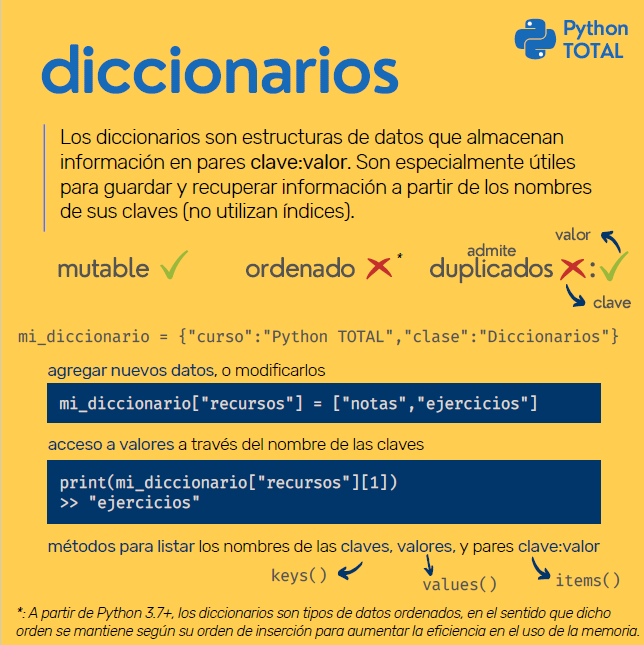 Python
TOTAL
diccionarios
Los diccionarios son estructuras de datos que almacenan
información en pares clave:valor. Son especialmente útiles
para guardar y recuperar información a partir de los nombres
de sus claves (no utilizan índices).
valor
mutable ordenado * admite duplicados :
clave
mi_diccionario = {"curso":"Python TOTAL","clase":"Diccionarios"}
agregar nuevos datos, o modificarlos
mi_diccionario["recursos"] = ["notas","ejercicios"]
acceso a valores a través del nombre de las claves
print(mi_diccionario["recursos"][1])
>> "ejercicios"
métodos para listar los nombres de las claves, valores, y pares clave:valor
keys() values() items()
*: A partir de Python 3.7+, los diccionarios son tipos de datos ordenados, en el sentido que dicho
orden se mantiene según su orden de inserción para aumentar la eficiencia en el uso de la memoria.